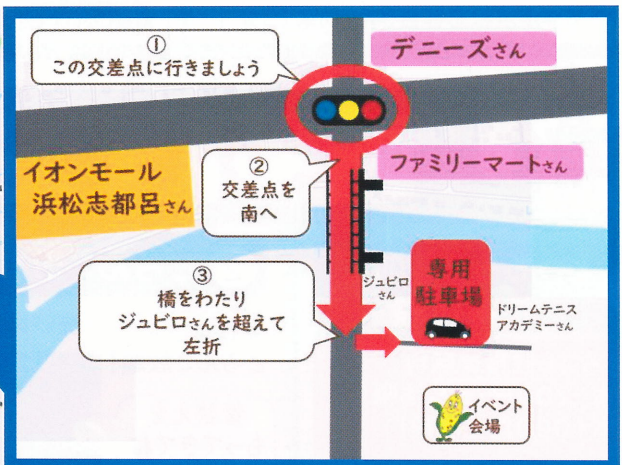 ①
この交差点に行きましょう
デニーズさん
イオンモール
浜松志都呂さん
②
交差点を
南へ
ファミリーマートさん
③
橋をわたり
ジュビロさんを超えて
左折
ジュビロ
さん
専用
駐車場
ドリームテニス
アカデミーさん
イベント
会場